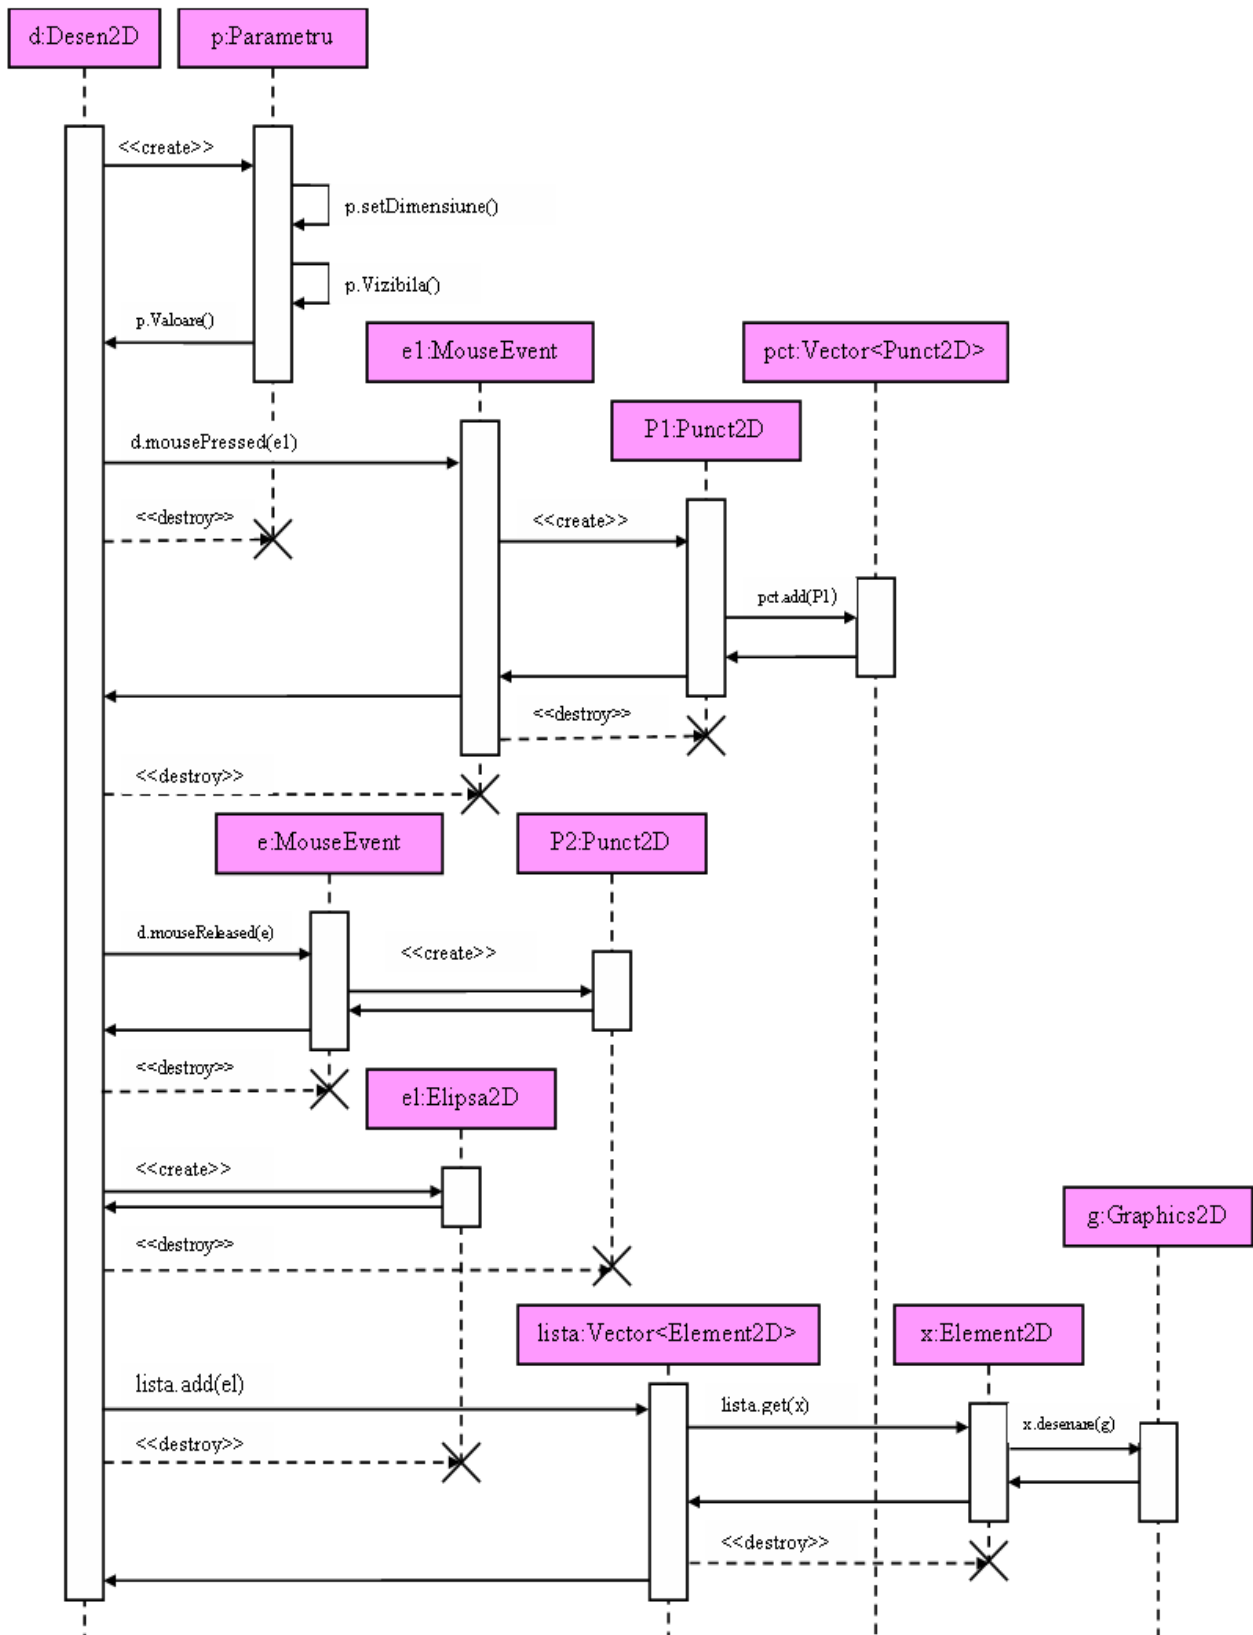 d:Desen2D
p:Parametru
<<create>>
p.setDimensiune()
p.Vizibila()
p.Valoare()
e1:MouseEvent
pct:Vector<Punct2D>
P1:Punct2D
d.mousePressed(e1)
<<destroy>>
<<create>>
pct.add(P1)
<<destroy>>
<<destroy>>
e:MouseEvent
P2:Punct2D
d.mouseReleased(e)
<<create>>
<<destroy>>
el:Elipsa2D
<<create>>
g:Graphics2D
<<destroy>>
lista:Vector<Element2D>
x:Element2D
lista.add(el)
lista.get(x)
x.desenare(g)
<<destroy>>
<<destroy>>